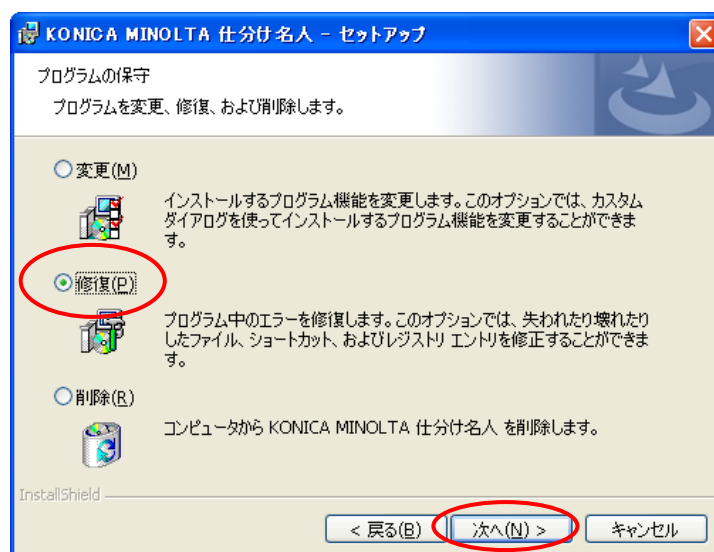 KONICA MINOLTA 仕分け名人 - セットアップ
プログラムの保守
プログラムを変更、修復、および削除します。
変更(M)
インストールするプログラム機能を変更します。このオプションでは、カスタム
ダイアログを使ってインストールするプログラム機能を変更することができま
す。
修復(P)
プログラム中のエラーを修復します。このオプションでは、失われたり壊れたり
したファイル、ショートカット、およびレジストリ エントリを修正することができま
す。
削除(R)
コンピュータから KONICA MINOLTA 仕分け名人 を削除します。
InstallShield
< 戻る(B) 次へ(N) > キャンセル